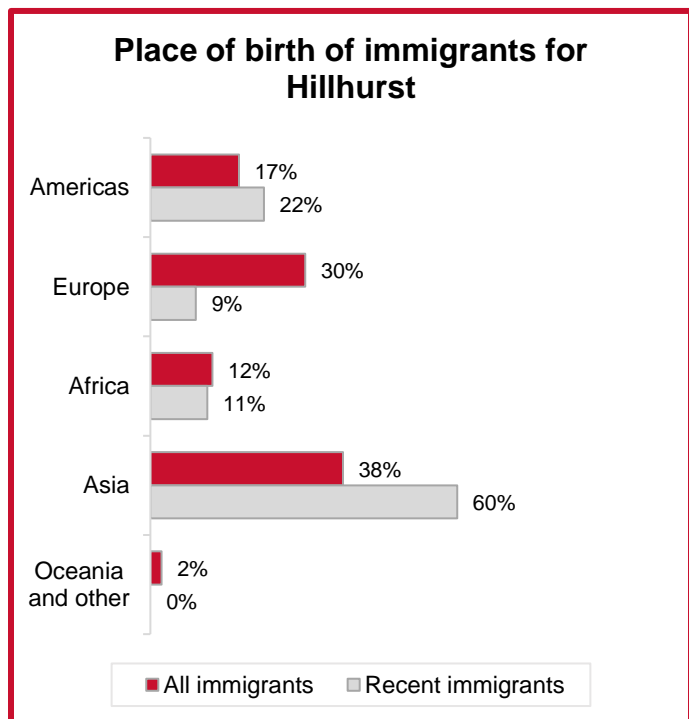 Place of birth of immigrants for
Hillhurst
Americas
17%
22%
Europe
30%
9%
Africa
12%
11%
Asia
38%
60%
Oceania
and other
2%
0%
All immigrants
Recent immigrants